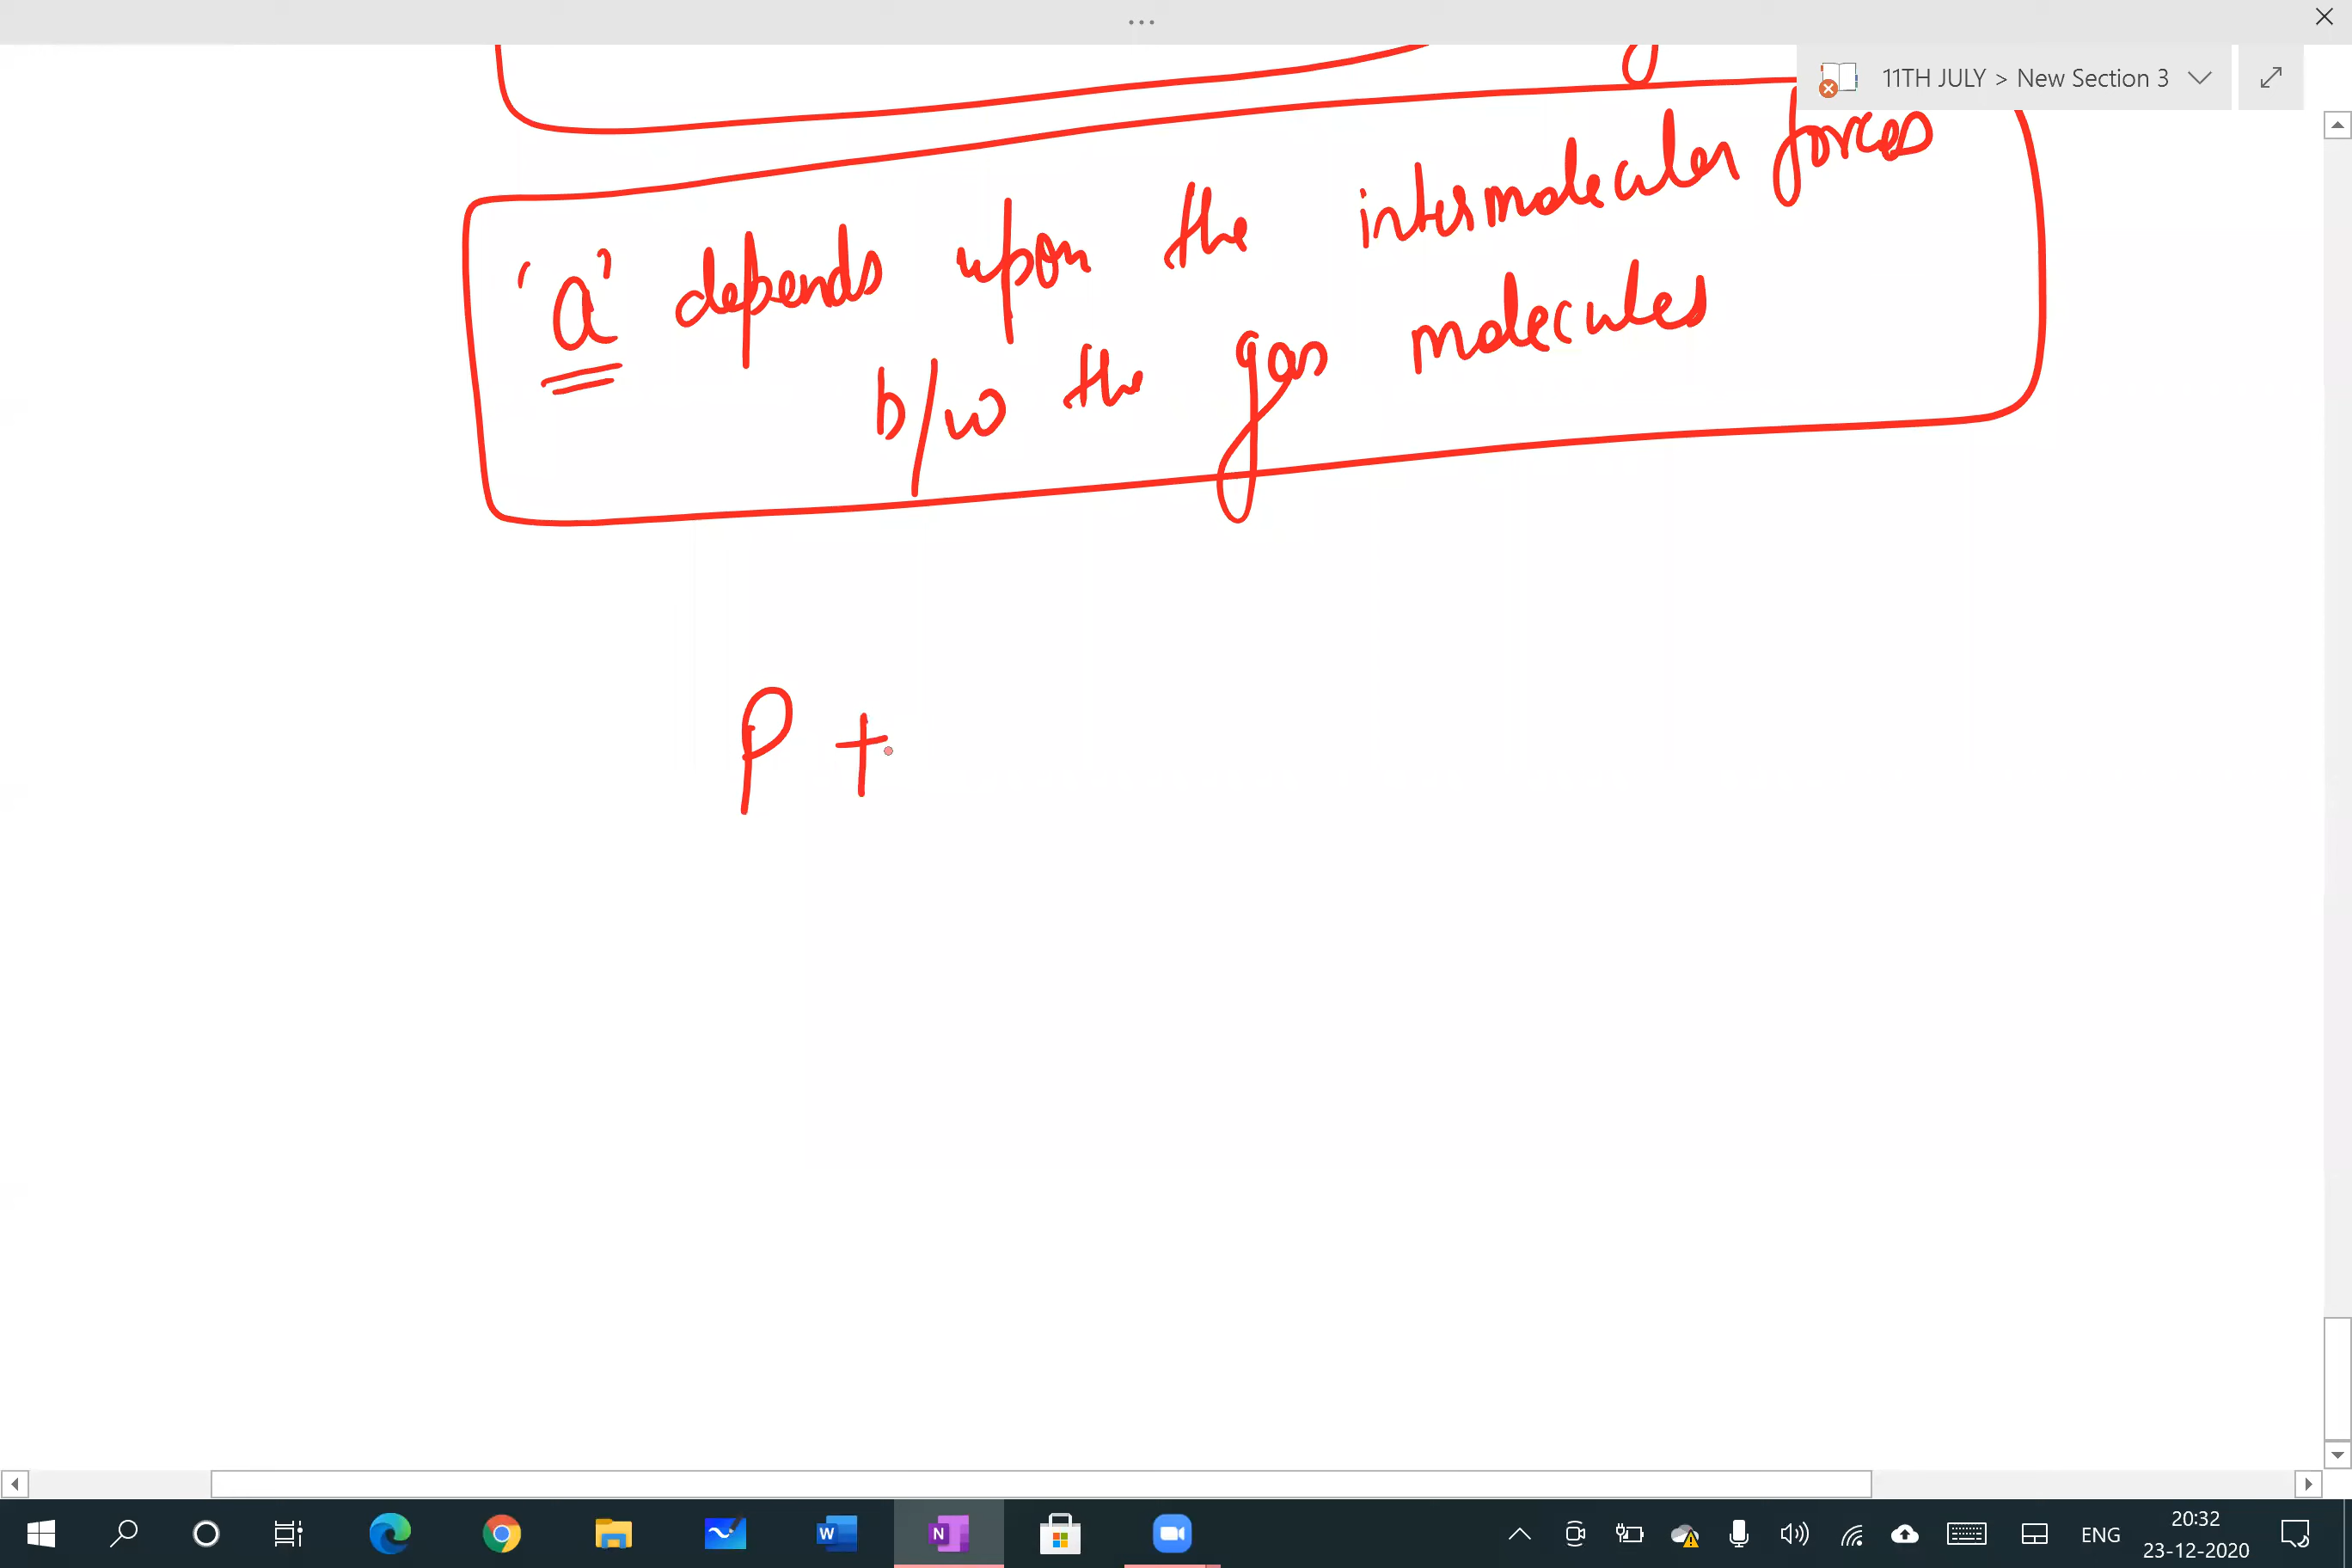 ...
11TH JULY > New Section 3
'a' depends upon the intermolecular forces
b/w the gas molecules
P +
W
N
ENG
20:32
23-12-2020